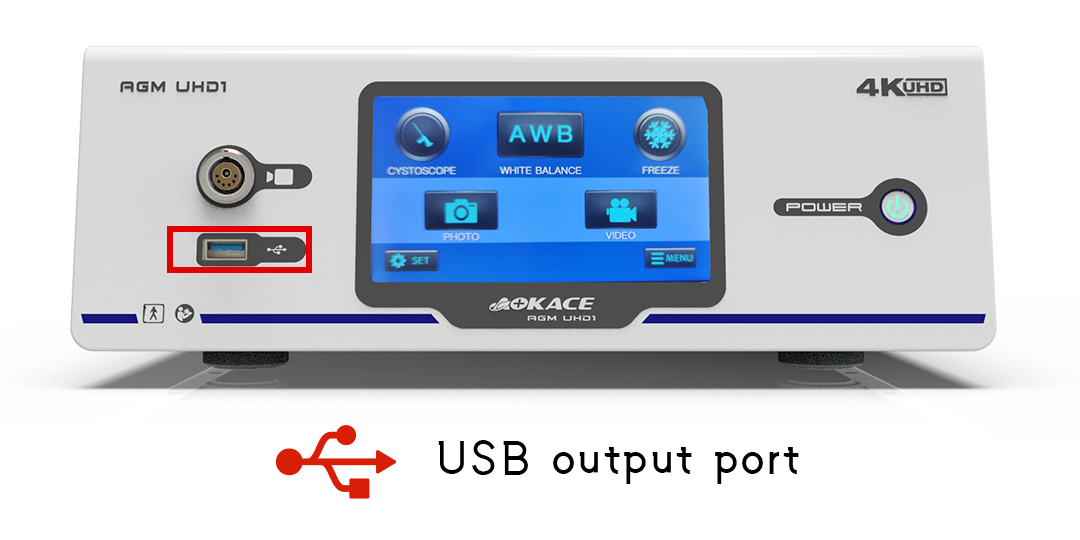 AGM UHD1
4K UHD
CYSTOSCOPE
AWB
WHITE BALANCE
FREEZE
PHOTO
VIDEO
SET
MENU
POWER
AOKACE
AGM UHD1
USB output port